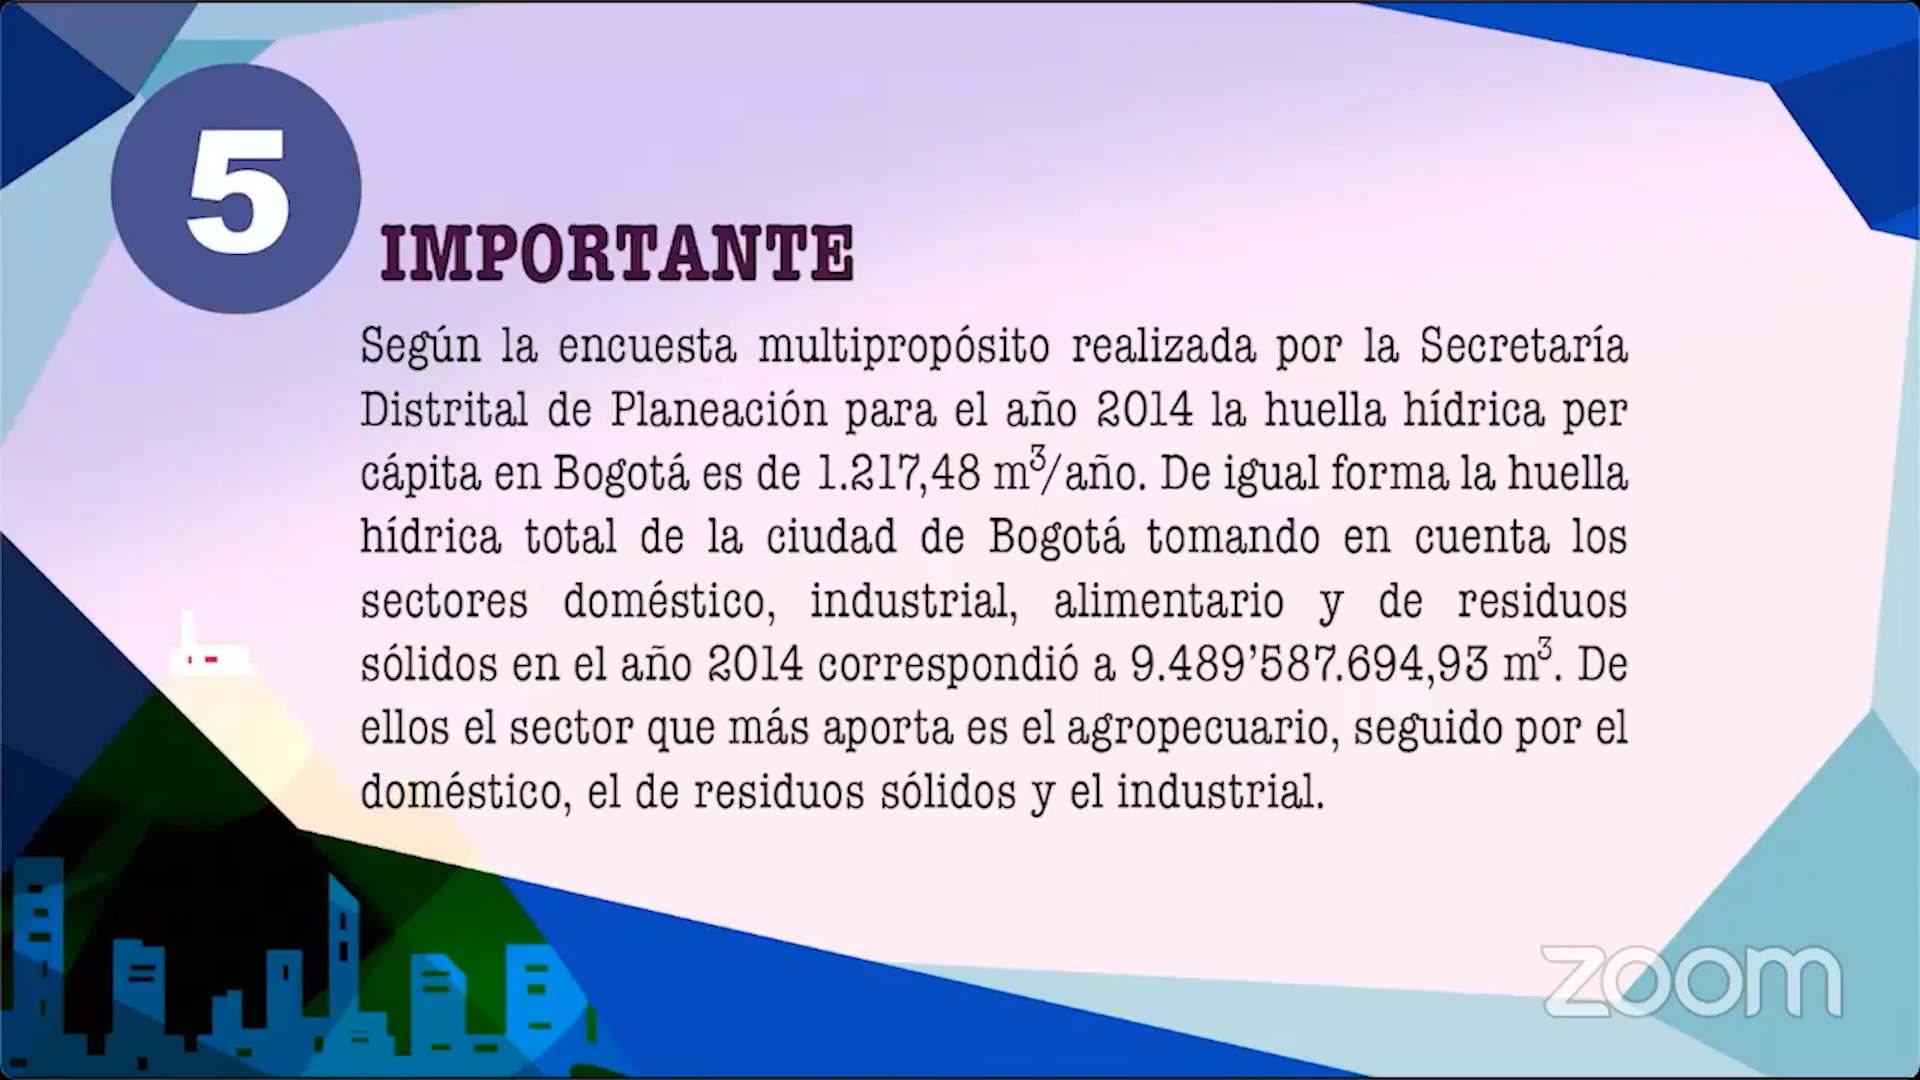 5
IMPORTANTE
Según la encuesta multipropósito realizada por la Secretaría
Distrital de Planeación para el año 2014 la huella hídrica per
cápita en Bogotá es de 1.217,48 m³/año. De igual forma la huella
hídrica total de la ciudad de Bogotá tomando en cuenta los
sectores doméstico, industrial, alimentario y de residuos
sólidos en el año 2014 correspondió a 9.489’587.694,93 m³. De
ellos el sector que más aporta es el agropecuario, seguido por el
doméstico, el de residuos sólidos y el industrial.
zoom